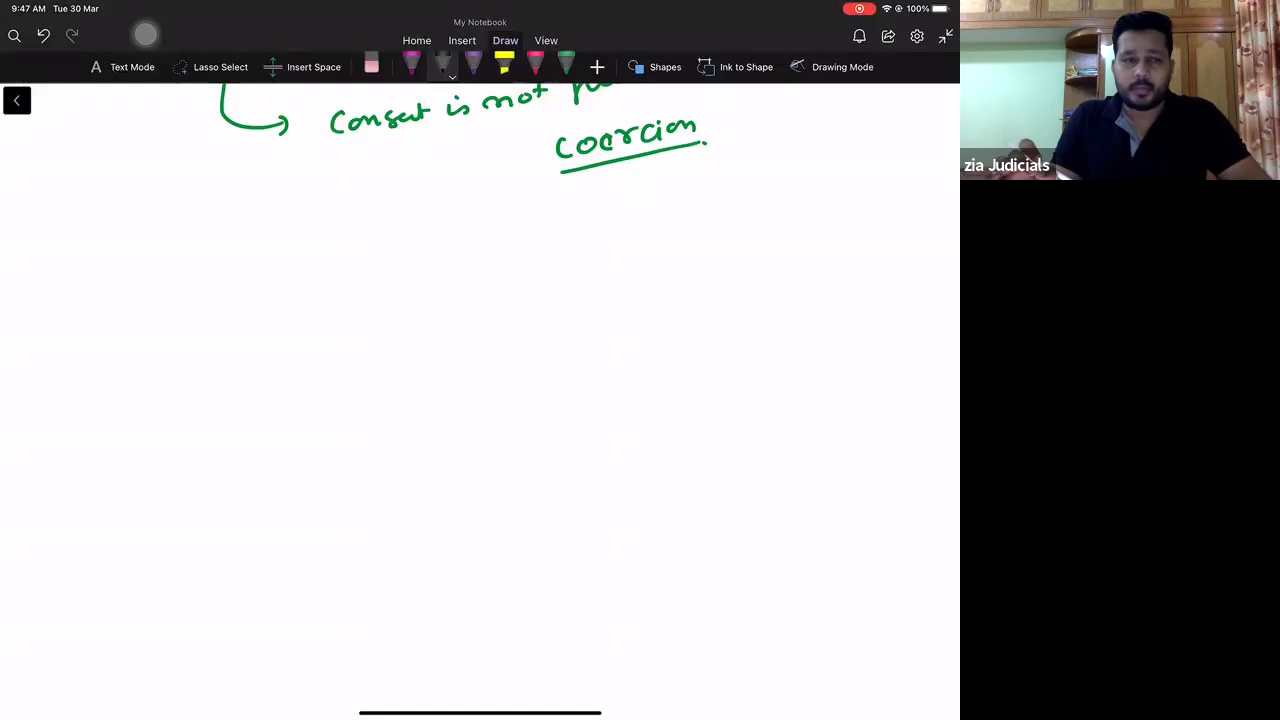 9:47 AM Tue 30 Mar
100%
My Notebook
Home Insert Draw View
A Text Mode Lasso Select Insert Space Shapes Ink to Shape Drawing Mode
Consent is not
coercion.
zia Judicials